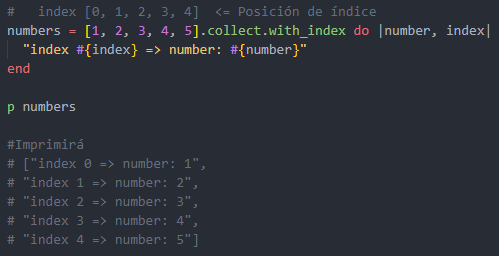 #   index [0, 1, 2, 3, 4]  <= Posición de índice
numbers = [1, 2, 3, 4, 5].collect.with_index do |number, index|
  "index #{index} => number: #{number}"
end

p numbers

#Imprimirá
# ["index 0 => number: 1",
# "index 1 => number: 2",
# "index 2 => number: 3",
# "index 3 => number: 4",
# "index 4 => number: 5"]